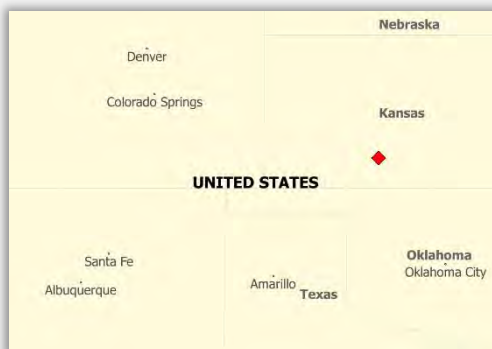 Nebraska
Denver
Colorado Springs
Kansas
UNITED STATES
Santa Fe
Oklahoma
Oklahoma City
Albuquerque
Amarillo
Texas